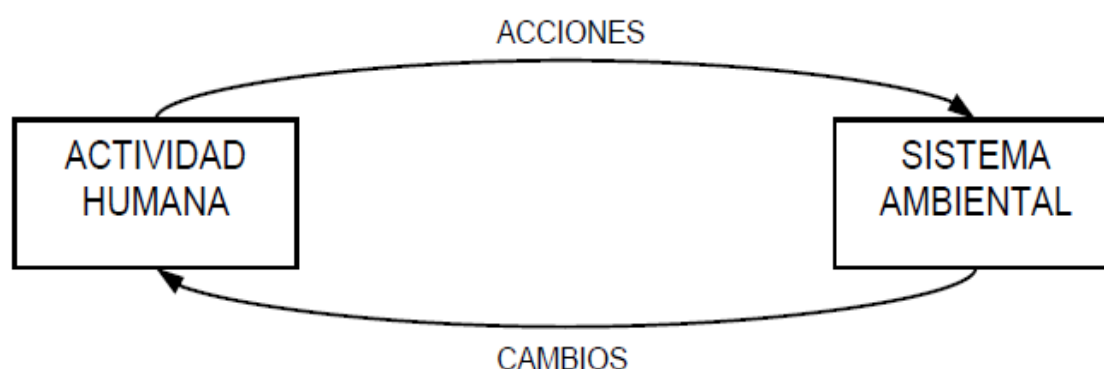 ACCIONES
ACTIVIDAD
HUMANA
SISTEMA
AMBIENTAL
CAMBIOS